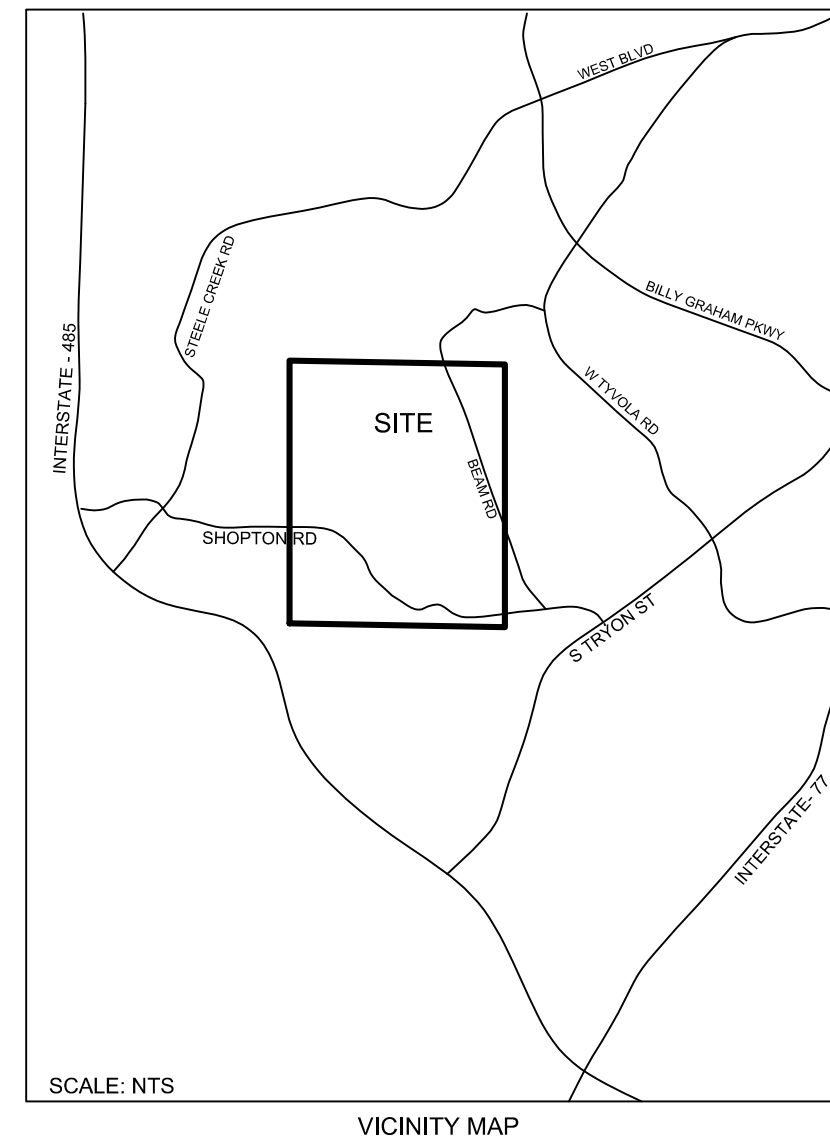 WEST BLVD
STEELE CREEK RD
BILLY GRAHAM PKWY
INTERSTATE - 485
W TYVOLA RD
SITE
BEAM RD
SHOPTON RD
S TRYON ST
INTERSTATE- 77
SCALE: NTS
VICINITY MAP